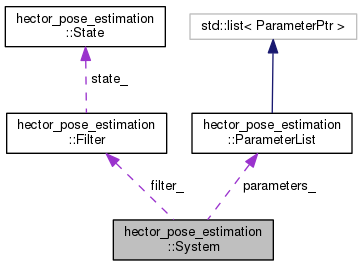 hector_pose_estimation
::State
std::list< ParameterPtr >
state_
hector_pose_estimation
::Filter
hector_pose_estimation
::ParameterList
filter_
parameters_
hector_pose_estimation
::System